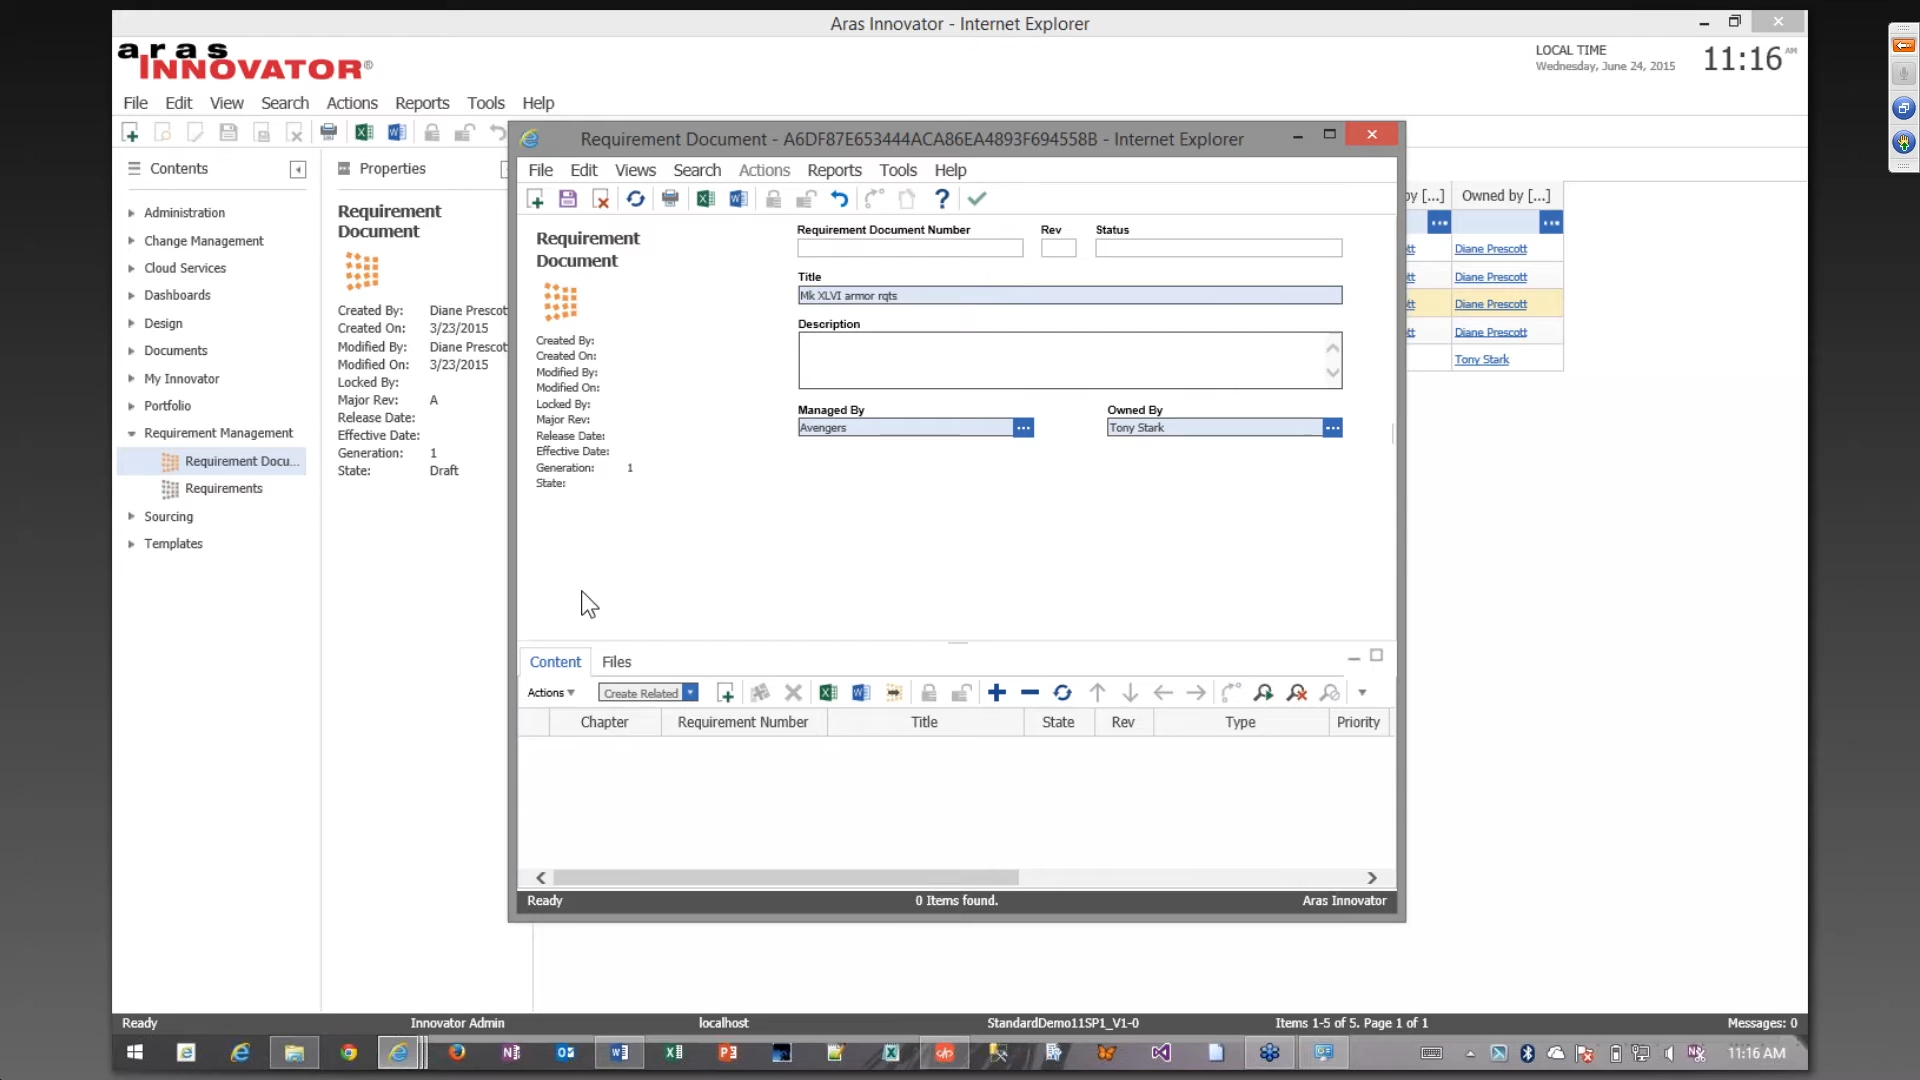 Aras Innovator - Internet Explorer
aras
INNOVATOR®
LOCAL TIME
Wednesday, June 24, 2015
11:16 AM
File Edit View Search Actions Reports Tools Help
Contents
Administration
Change Management
Cloud Services
Dashboards
Design
Documents
My Innovator
Portfolio
Requirement Management
Requirement Docu...
Requirements
Sourcing
Templates
Properties
Requirement
Document
Created By: Diane Prescot
Created On: 3/23/2015
Modified By: Diane Prescot
Modified On: 3/23/2015
Locked By:
Major Rev: A
Release Date:
Effective Date:
Generation: 1
State: Draft
Requirement Document - A6DF87E653444ACA86EA4893F694558B - Internet Explorer
File Edit Views Search Actions Reports Tools Help
Requirement
Document
Created By:
Created On:
Modified By:
Modified On:
Locked By:
Major Rev:
Release Date:
Effective Date:
Generation: 1
State:
Requirement Document Number Rev Status
Title
Mk XLVI armor rqts
Description
Managed By Owned By
Avengers ... Tony Stark ...
Content Files
Actions Create Related
Chapter Requirement Number Title State Rev Type Priority
Ready 0 Items found. Aras Innovator
by [...] Owned by [...]
... ...
tt Diane Prescott
tt Diane Prescott
tt Diane Prescott
tt Diane Prescott
Tony Stark
Ready Innovator Admin localhost StandardDemo11SP1_V1-0 Items 1-5 of 5. Page 1 of 1 Messages: 0
11:16 AM